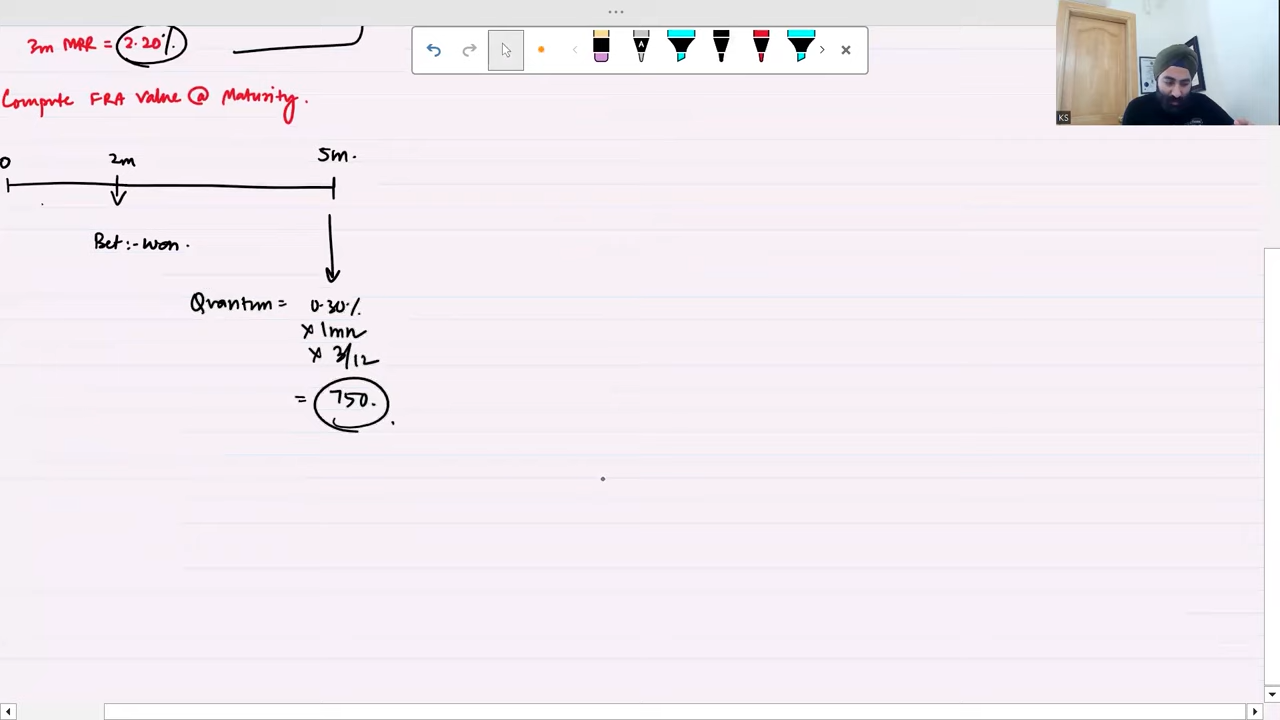 3m MRR = 2.20%
Compute FRA Value @ Maturity.
0 2m 5m.
Bet:- won.
Quantum = 0.30%
x 1mn
x 3/12
= 750.
KS